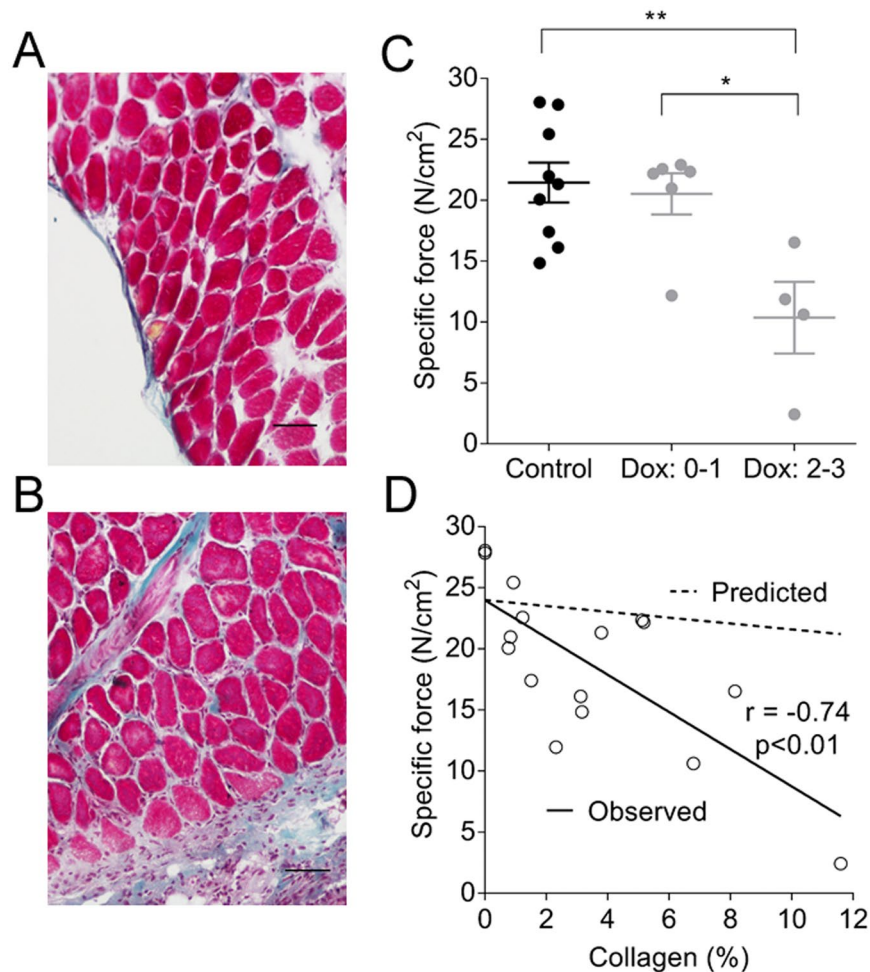 A
B
C
**
*
30
25
20
15
10
5
0
Specific force (N/cm²)
Control
Dox: 0-1
Dox: 2-3
D
30
25
20
15
10
5
0
Specific force (N/cm²)
Predicted
r = -0.74
p<0.01
Observed
0
2
4
6
8
10
12
Collagen (%)